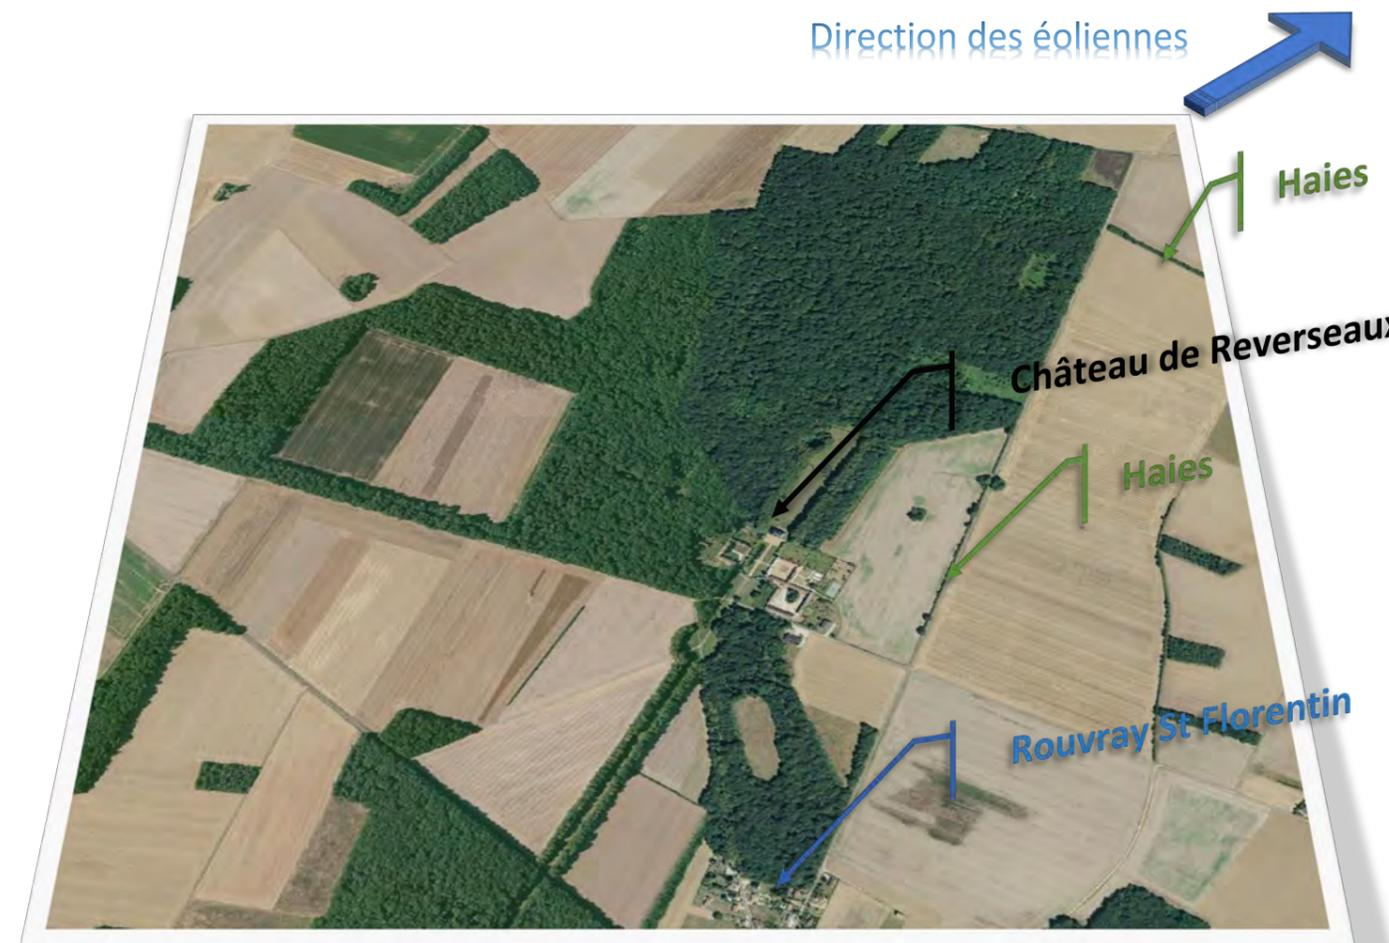 Direction des éoliennes
Haies
Château de Reverseaux
Haies
Rouvray St Florentin